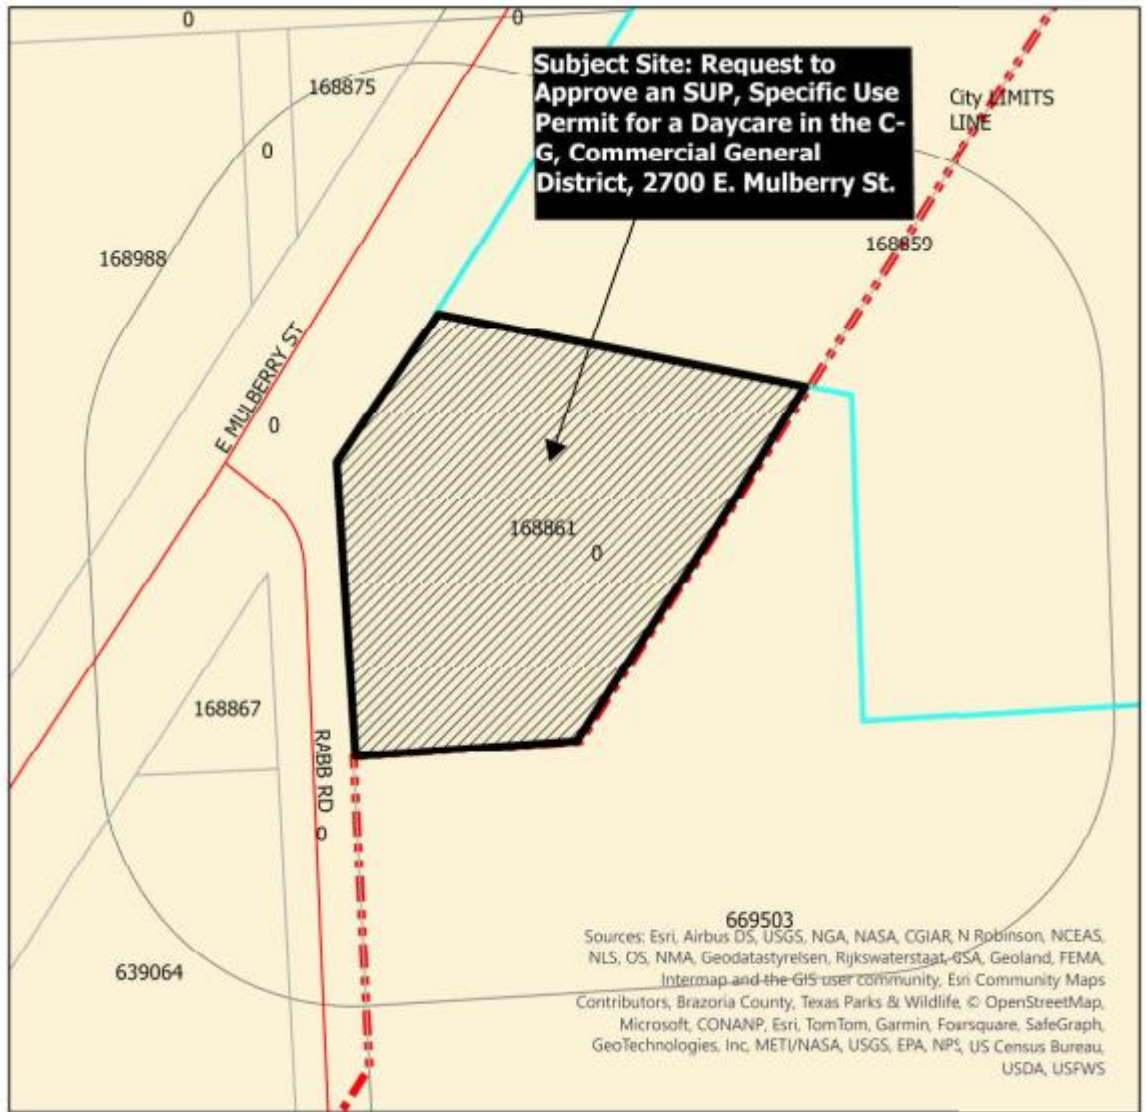 0
0
Subject Site: Request to
Approve an SUP, Specific Use
Permit for a Daycare in the C-
G, Commercial General
District, 2700 E. Mulberry St.
168875
City LIMITS
LINE
0
168859
168988
E MULBERRY ST
0
168861
0
168867
RABB RD
0
669503
639064
Sources: Esri, Airbus DS, USGS, NGA, NASA, CGIAR, N Robinson, NCEAS,
NLS, OS, NMA, Geodatastyrelsen, Rijkswaterstaat, GSA, Geoland, FEMA,
Intermap and the GIS user community, Esri Community Maps
Contributors, Brazoria County, Texas Parks & Wildlife, © OpenStreetMap,
Microsoft, CONANP, Esri, TomTom, Garmin, Foursquare, SafeGraph,
GeoTechnologies, Inc, METI/NASA, USGS, EPA, NPS, US Census Bureau,
USDA, USFWS